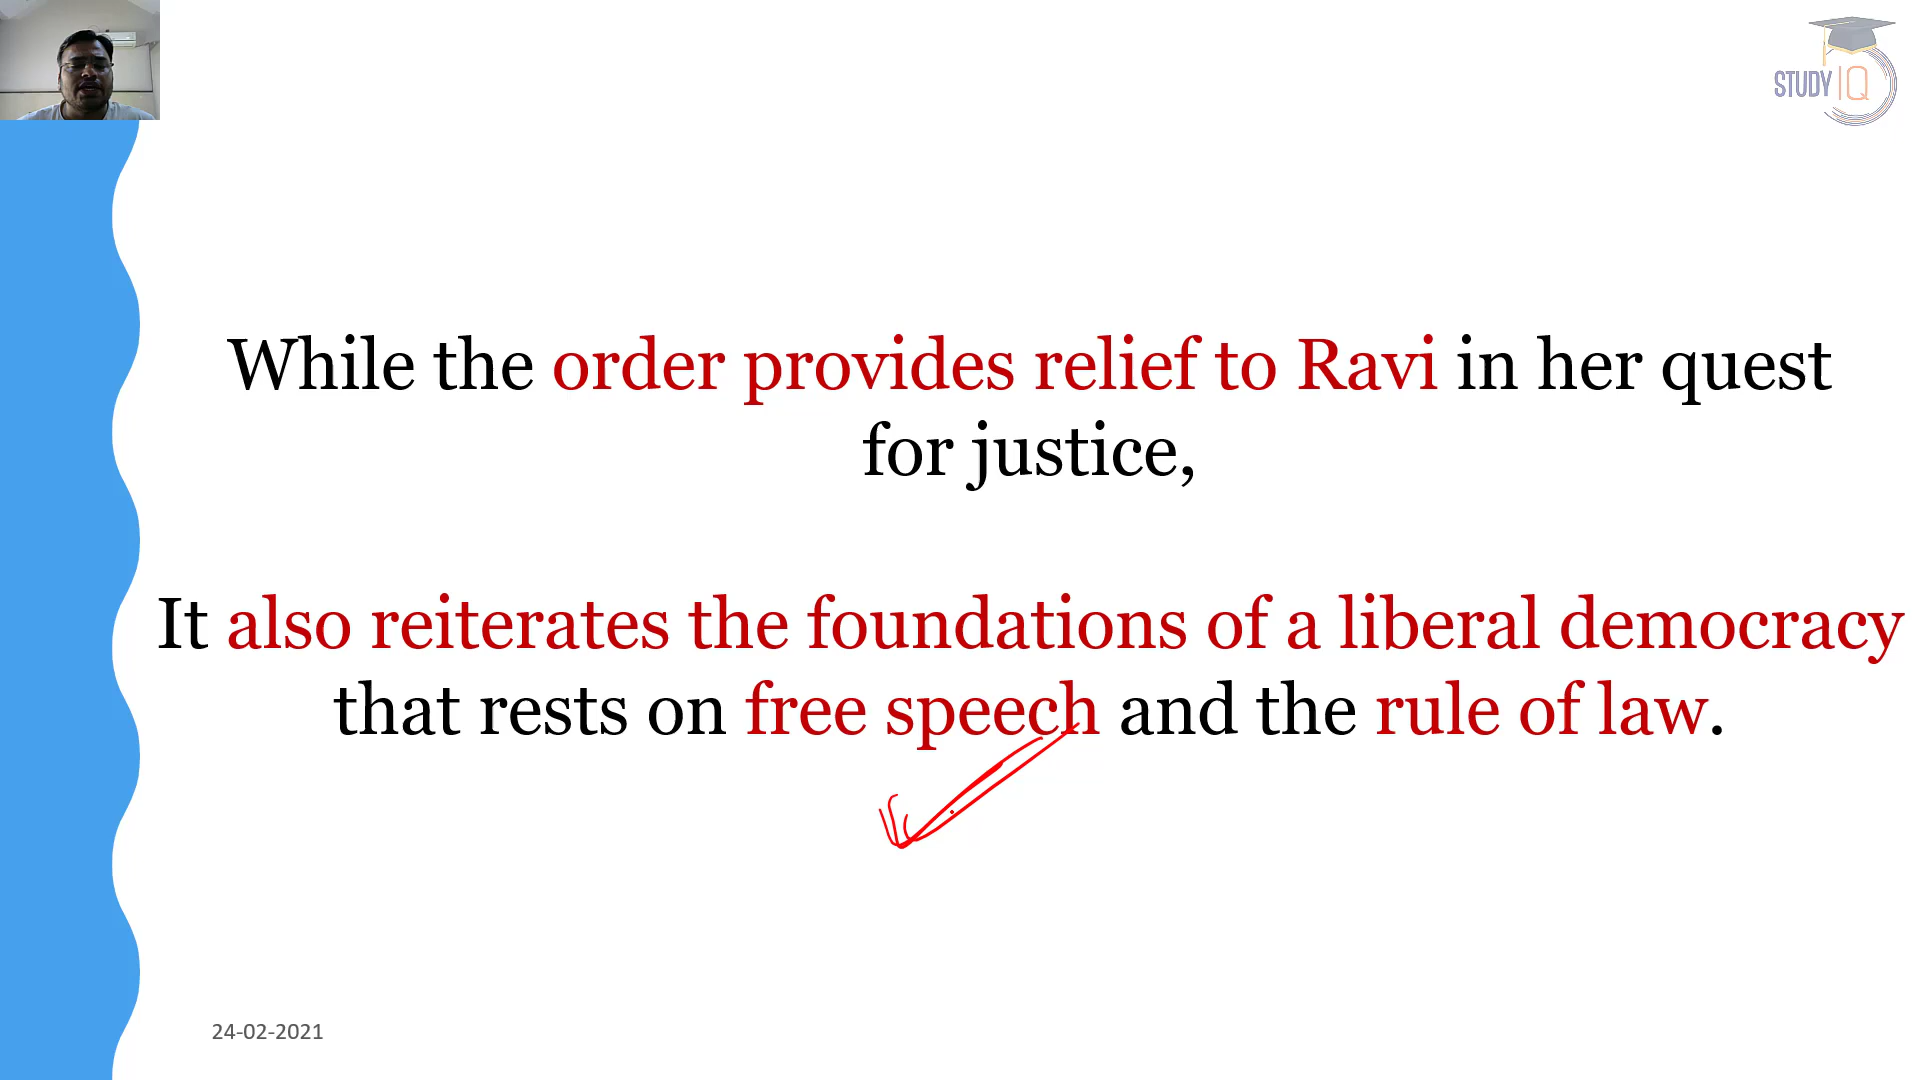 STUDY IQ
While the order provides relief to Ravi in her quest
for justice,
It also reiterates the foundations of a liberal democracy
that rests on free speech and the rule of law.
24-02-2021